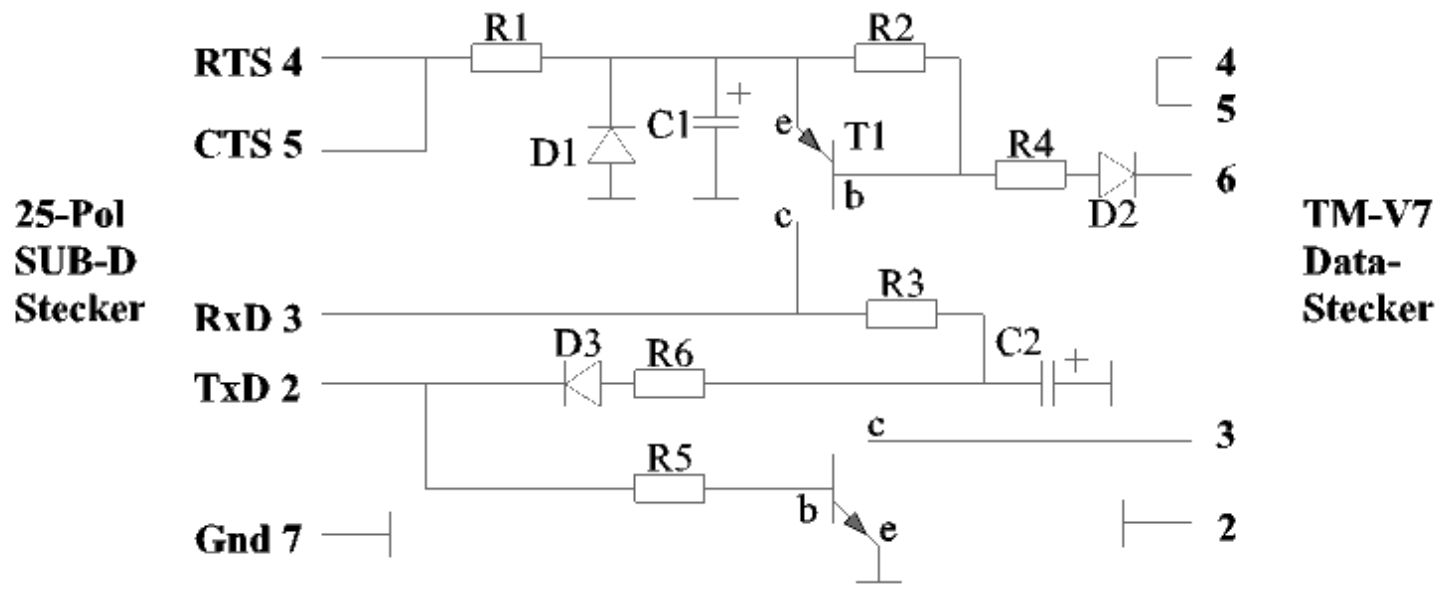 R1
R2
RTS 4
4
+
5
C1
e
T1
CTS 5
D1
R4
6
b
D2
c
25-Pol
SUB-D
Stecker
TM-V7
Data-
Stecker
R3
RxD 3
D3
R6
C2
+
TxD 2
c
3
R5
b
e
Gnd 7
2